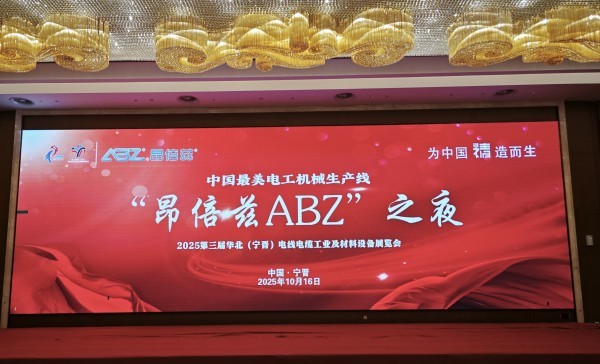 ABZ® 昂倍兹®
为中国 精 造而生
中国最美电工机械生产线
“昂倍兹ABZ”之夜
2025第三届华北（宁晋）电线电缆工业及材料设备展览会
中国·宁晋
2025年10月16日